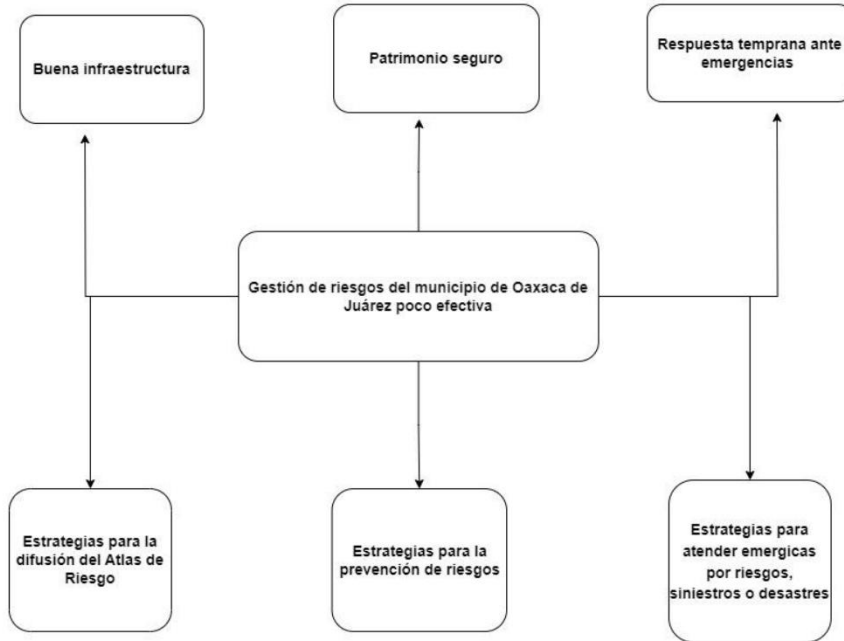 Buena infraestructura
Patrimonio seguro
Respuesta temprana ante
emergencias
Gestión de riesgos del municipio de Oaxaca de
Juárez poco efectiva
Estrategias para la
difusión del Atlas de
Riesgo
Estrategias para la
prevención de riesgos
Estrategias para
atender emergicas
por riesgos,
siniestros o desastres